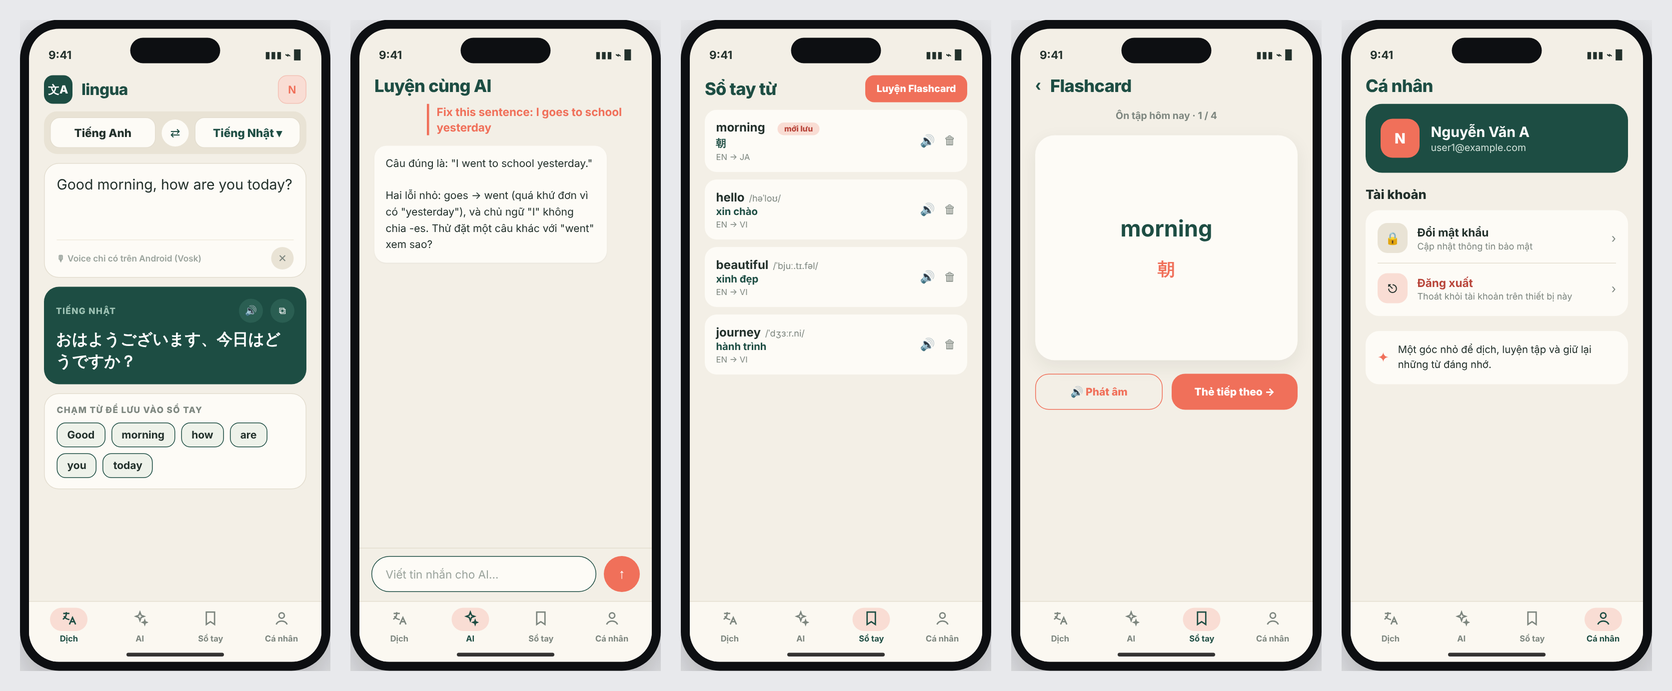 9:41
文A lingua N
Tiếng Anh ⇄ Tiếng Nhật ▾
Good morning, how are you today?
Voice chỉ có trên Android (Vosk) ✕
TIẾNG NHẬT
おはようございます、今日はど
うですか？
CHẠM TỪ ĐỂ LƯU VÀO SỔ TAY
Good morning how are
you today
Dịch AI Sổ tay Cá nhân
9:41
Luyện cùng AI
Fix this sentence: I goes to school
yesterday
Câu đúng là: "I went to school yesterday."
Hai lỗi nhỏ: goes → went (quá khứ đơn vì
có "yesterday"), và chủ ngữ "I" không
chia -es. Thử đặt một câu khác với "went"
xem sao?
Viết tin nhắn cho AI... ↑
Dịch AI Sổ tay Cá nhân
9:41
Sổ tay từ Luyện Flashcard
morning mới lưu
朝
EN → JA
hello /həˈloʊ/
xin chào
EN → VI
beautiful /ˈbjuː.tɪ.fəl/
xinh đẹp
EN → VI
journey /ˈdʒɜːr.ni/
hành trình
EN → VI
Dịch AI Sổ tay Cá nhân
9:41
‹ Flashcard
Ôn tập hôm nay · 1 / 4
morning
朝
🔊 Phát âm Thẻ tiếp theo →
Dịch AI Sổ tay Cá nhân
9:41
Cá nhân
N Nguyễn Văn A
user1@example.com
Tài khoản
Đổi mật khẩu
Cập nhật thông tin bảo mật ›
Đăng xuất
Thoát khỏi tài khoản trên thiết bị này ›
✦ Một góc nhỏ để dịch, luyện tập và giữ lại
những từ đáng nhớ.
Dịch AI Sổ tay Cá nhân